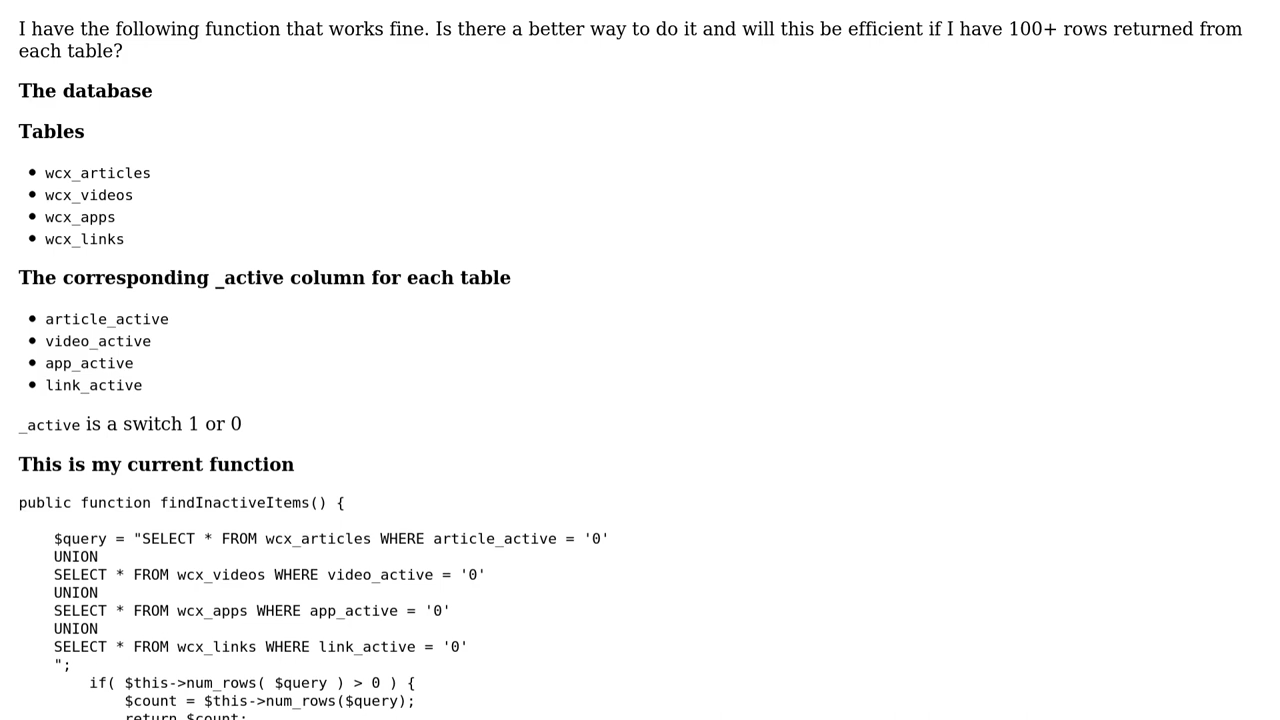 I have the following function that works fine. Is there a better way to do it and will this be efficient if I have 100+ rows returned from
each table?
The database
Tables
wcx_articles
wcx_videos
wcx_apps
wcx_links
The corresponding _active column for each table
article_active
video_active
app_active
link_active
_active is a switch 1 or 0
This is my current function
public function findInactiveItems() {
$query = "SELECT * FROM wcx_articles WHERE article_active = '0'
UNION
SELECT * FROM wcx_videos WHERE video_active = '0'
UNION
SELECT * FROM wcx_apps WHERE app_active = '0'
UNION
SELECT * FROM wcx_links WHERE link_active = '0'
";
if( $this->num_rows( $query ) > 0 ) {
$count = $this->num_rows($query);
return $count;